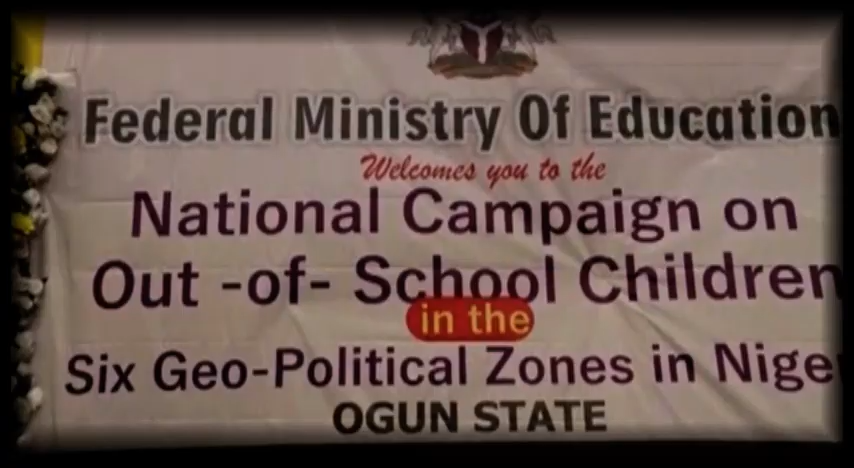 Federal Ministry Of Education
Welcomes you to the
National Campaign on
Out -of- School Children
in the
Six Geo-Political Zones in Nige
OGUN STATE